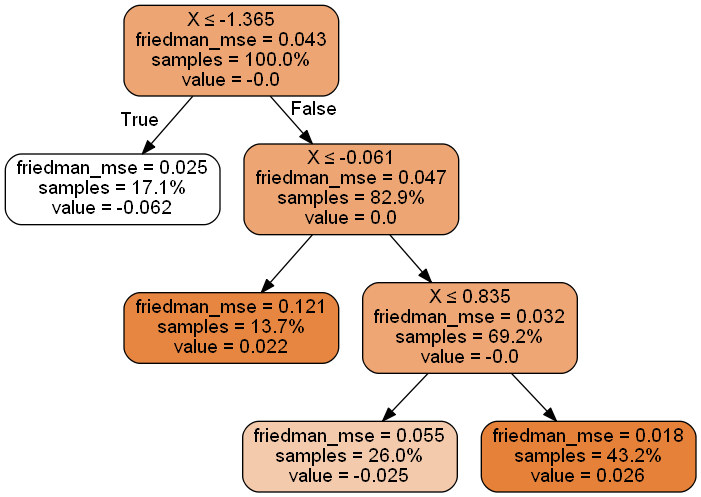 X ≤ -1.365
friedman_mse = 0.043
samples = 100.0%
value = -0.0
True
False
friedman_mse = 0.025
samples = 17.1%
value = -0.062
X ≤ -0.061
friedman_mse = 0.047
samples = 82.9%
value = 0.0
friedman_mse = 0.121
samples = 13.7%
value = 0.022
X ≤ 0.835
friedman_mse = 0.032
samples = 69.2%
value = -0.0
friedman_mse = 0.055
samples = 26.0%
value = -0.025
friedman_mse = 0.018
samples = 43.2%
value = 0.026